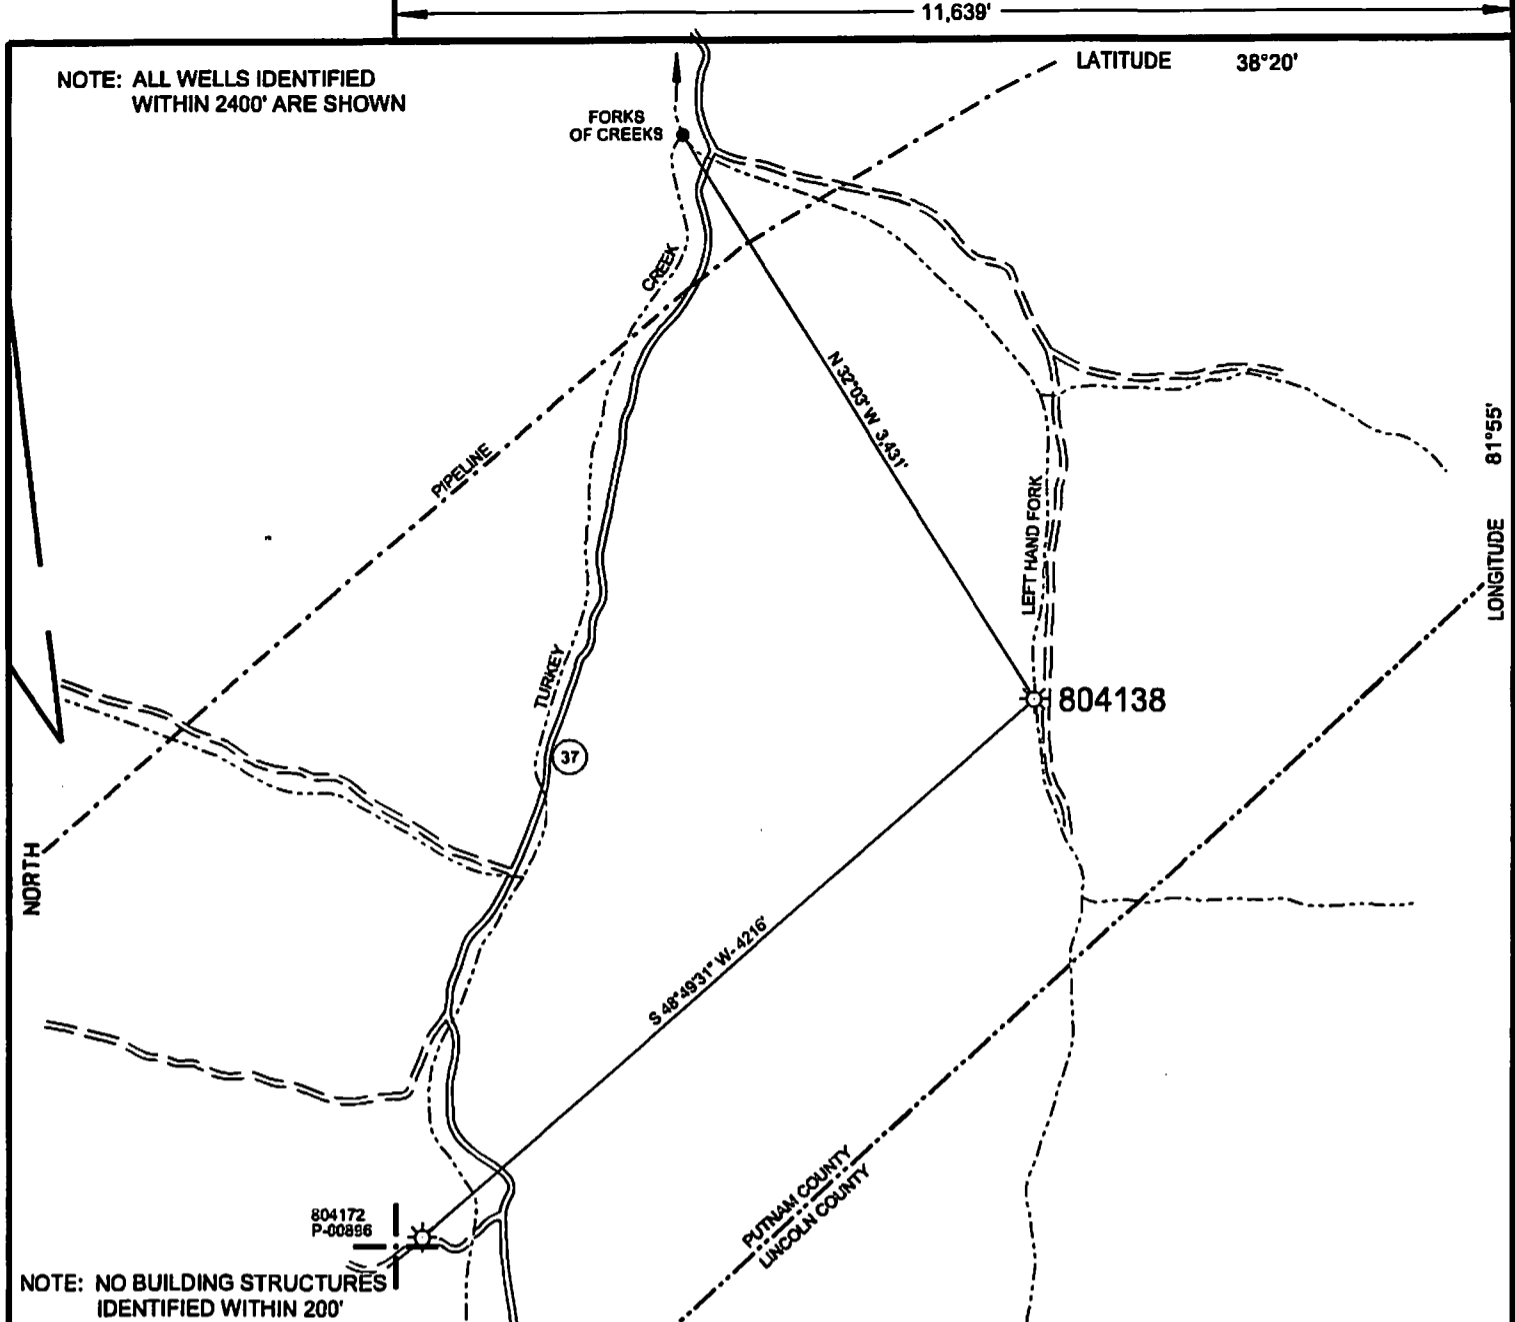 11,639'
LATITUDE 38°20'
NOTE: ALL WELLS IDENTIFIED
WITHIN 2400' ARE SHOWN
FORKS
OF CREEKS
CREEK
N 32°03' W 3,431'
PIPELINE
81°55'
LONGITUDE
LEFT HAND FORK
TURKEY
804138
37
NORTH
S 48°49'31" W- 4216'
PUTNAM COUNTY
LINCOLN COUNTY
804172
P-00896
NOTE: NO BUILDING STRUCTURES
IDENTIFIED WITHIN 200'